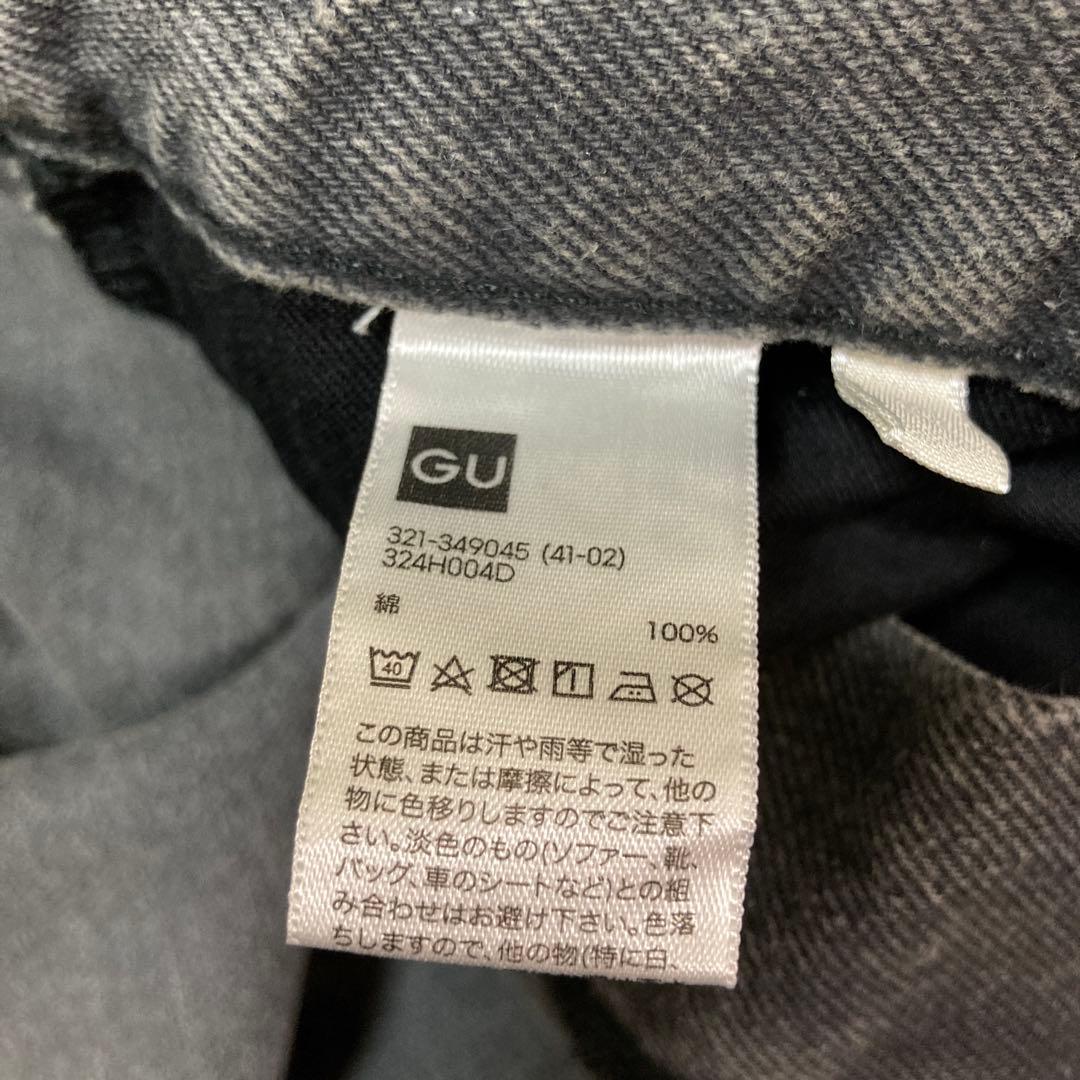 GU
321-349045 (41-02)
324H004D
綿
100%
40
この商品は汗や雨等で湿った
状態、または摩擦によって、他の
物に色移りしますのでご注意下
さい。淡色のもの(ソファー、靴、
バッグ、車のシートなど)との組
み合わせはお避け下さい。色落
ちしますので、他の物(特に白、